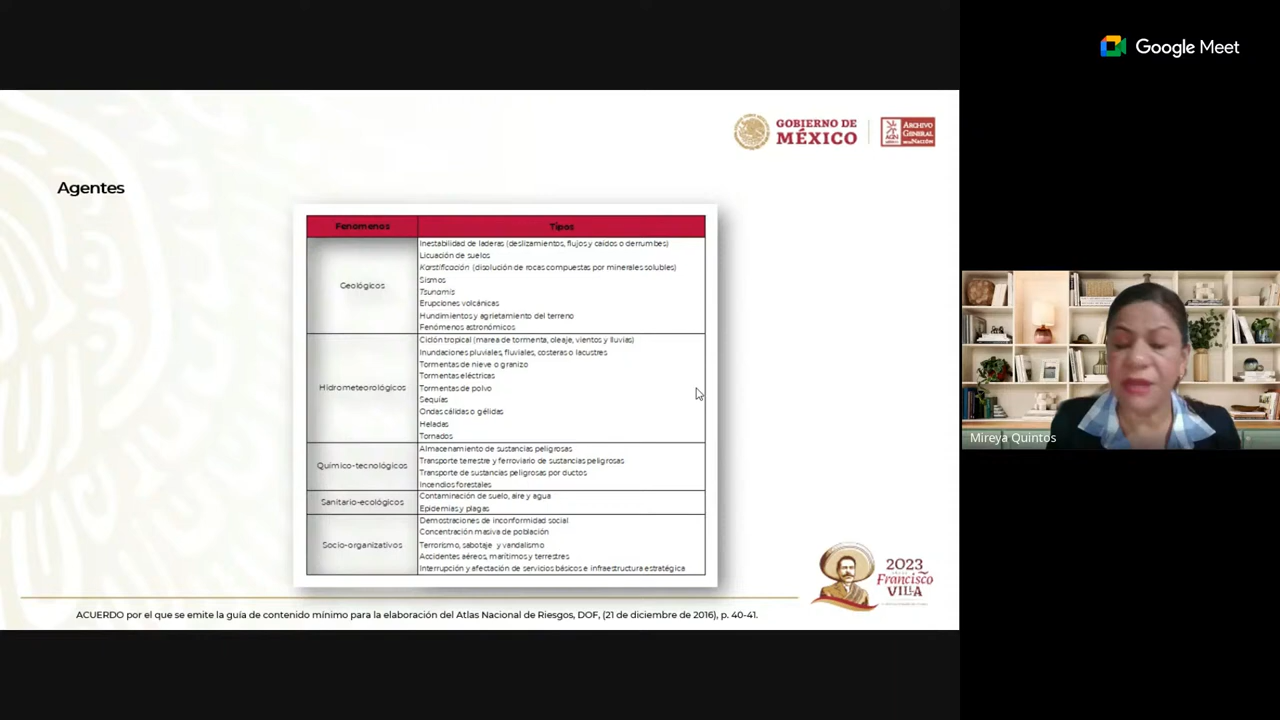 Google Meet
GOBIERNO DE
MÉXICO
ARCHIVO
GENERAL
DE LA NACIÓN
Agentes
Fenómenos
Tipos
Geológicos
Inestabilidad de laderas (deslizamientos, flujos y caídos o derrumbes)
Licuación de suelos
Karstificación (disolución de rocas compuestas por minerales solubles)
Sismos
Tsunamis
Erupciones volcánicas
Hundimientos y agrietamiento del terreno
Fenómenos astronómicos
Hidrometeorológicos
Ciclón tropical (marea de tormenta, oleaje, vientos y lluvias)
Inundaciones pluviales, fluviales, costeras o lacustres
Tormentas de nieve o granizo
Tormentas eléctricas
Tormentas de polvo
Sequías
Ondas cálidas o gélidas
Heladas
Tornados
Químico-tecnológicos
Almacenamiento de sustancias peligrosas
Transporte terrestre y ferroviario de sustancias peligrosas
Transporte de sustancias peligrosas por ductos
Incendios forestales
Sanitario-ecológicos
Contaminación de suelo, aire y agua
Epidemias y plagas
Socio-organizativos
Demostraciones de inconformidad social
Concentración masiva de población
Terrorismo, sabotaje y vandalismo
Accidentes aéreos, marítimos y terrestres
Interrupción y afectación de servicios básicos e infraestructura estratégica
2023
Francisco
VILLA
ACUERDO por el que se emite la guía de contenido mínimo para la elaboración del Atlas Nacional de Riesgos, DOF, (21 de diciembre de 2016), p. 40-41.
Mireya Quintos